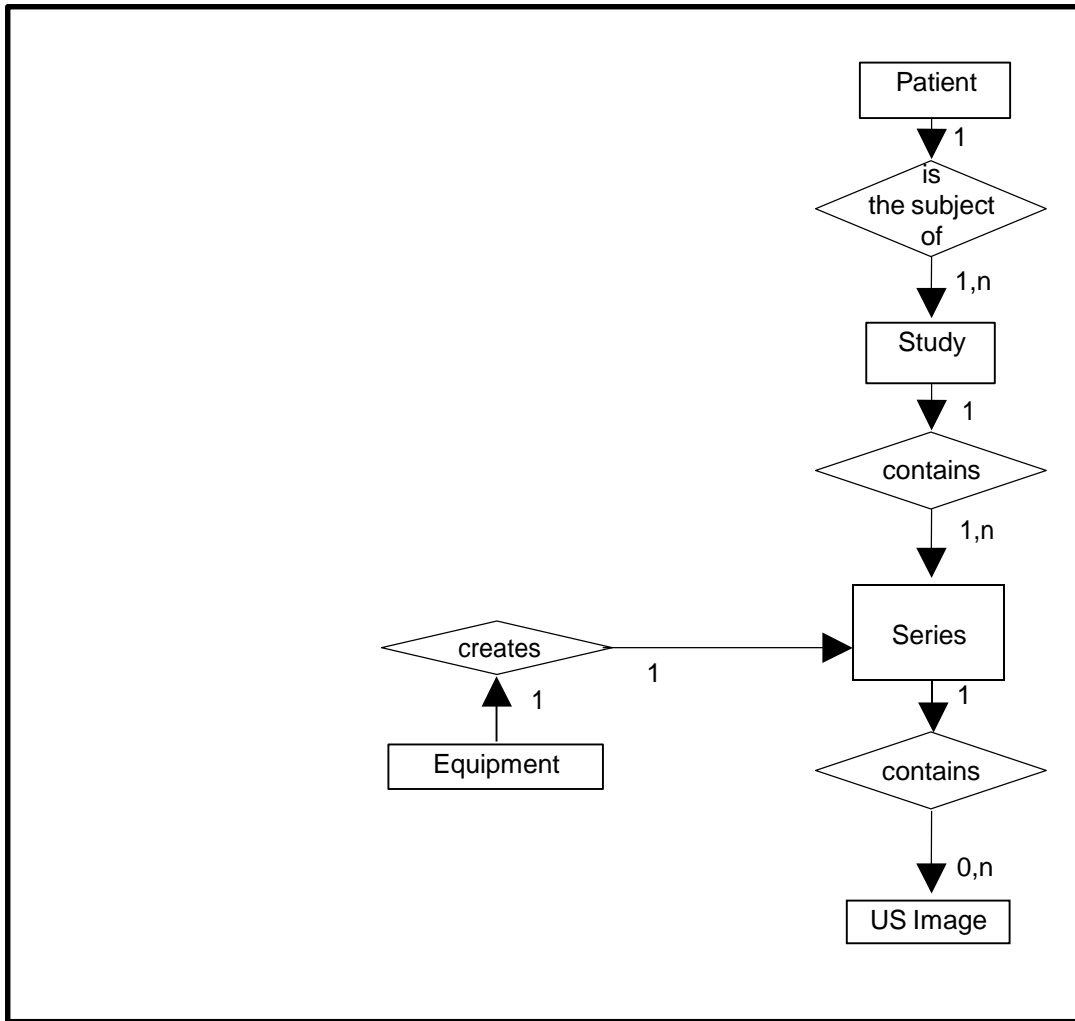 Patient
1
is
the subject
of
1,n
Study
1
contains
1,n
Series
creates
1
1
1
Equipment
contains
0,n
US Image